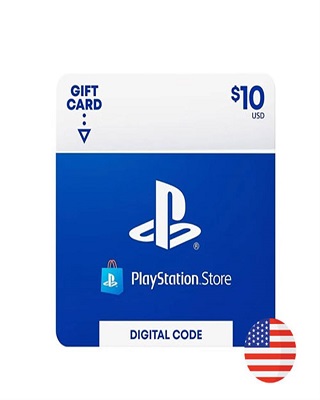 GIFT
CARD
$10
USD
®
PlayStation.Store
DIGITAL CODE